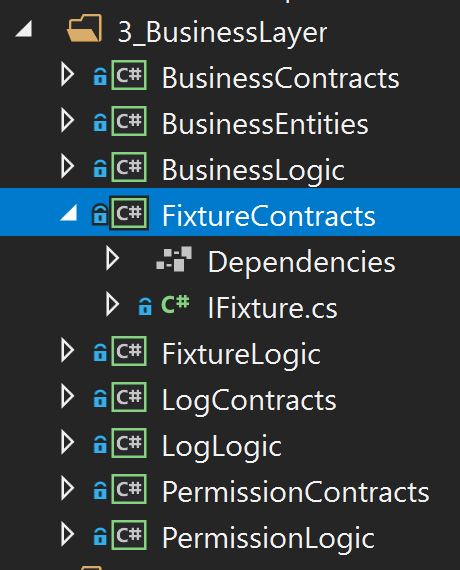 3_BusinessLayer
C# BusinessContracts
C# BusinessEntities
C# BusinessLogic
C# FixtureContracts
Dependencies
C# IFixture.cs
C# FixtureLogic
C# LogContracts
C# LogLogic
C# PermissionContracts
C# PermissionLogic